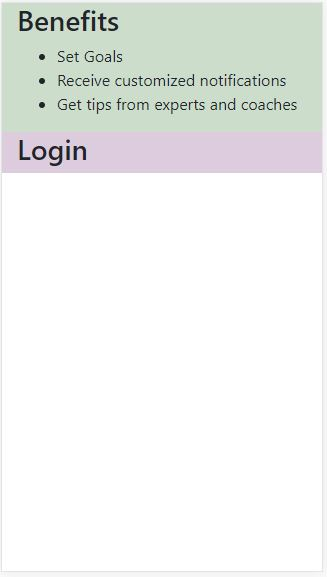 Benefits
Set Goals
Receive customized notifications
Get tips from experts and coaches
Login